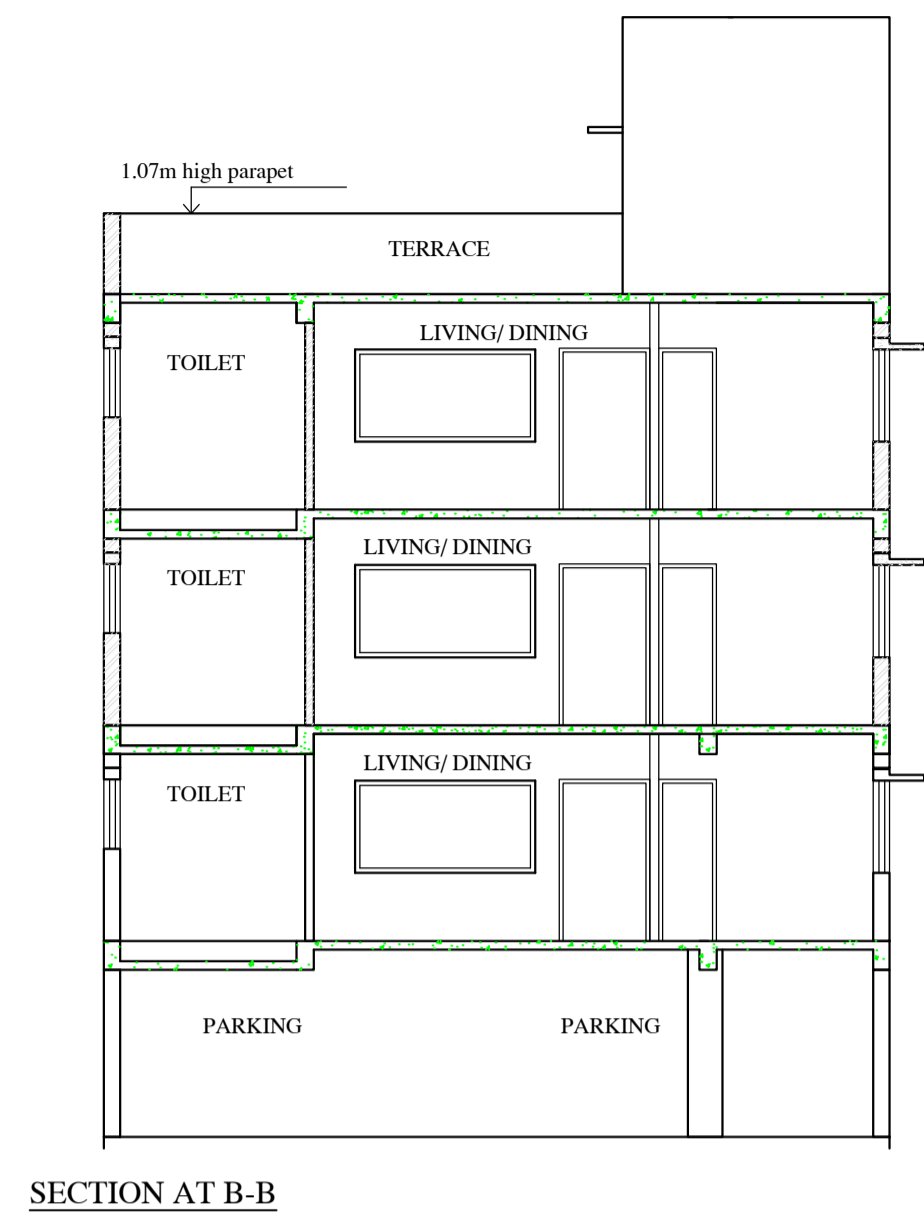 1.07m high parapet
TERRACE
LIVING/ DINING
TOILET
LIVING/ DINING
TOILET
LIVING/ DINING
TOILET
PARKING
PARKING
SECTION AT B-B